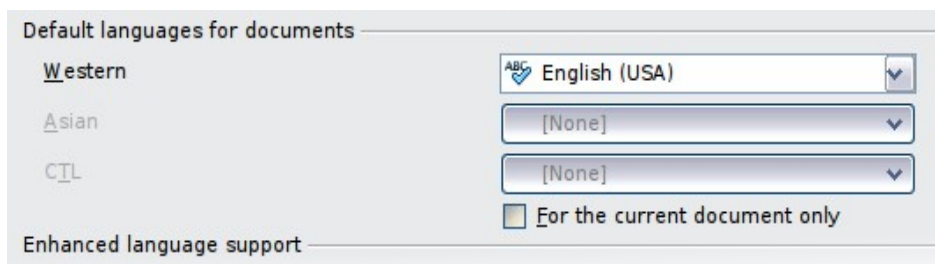 Default languages for documents
Western ABC English (USA)
Asian [None]
CTL [None]
For the current document only
Enhanced language support